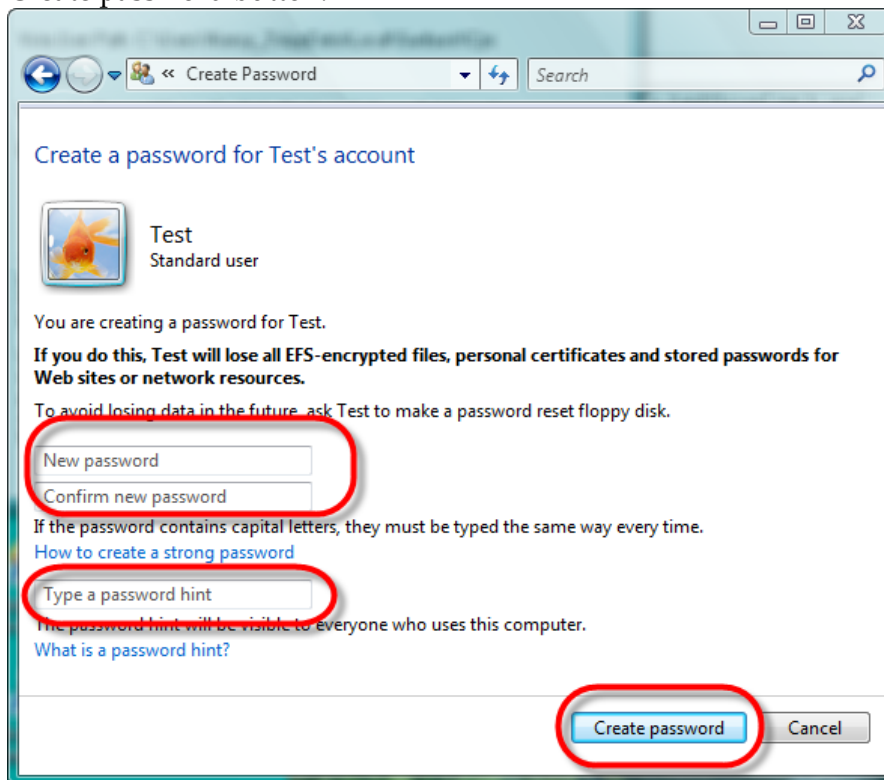 « Create Password
Search
Create a password for Test's account
Test
Standard user
You are creating a password for Test.
If you do this, Test will lose all EFS-encrypted files, personal certificates and stored passwords for
Web sites or network resources.
To avoid losing data in the future, ask Test to make a password reset floppy disk.
New password
Confirm new password
If the password contains capital letters, they must be typed the same way every time.
How to create a strong password
Type a password hint
The password hint will be visible to everyone who uses this computer.
What is a password hint?
Create password
Cancel